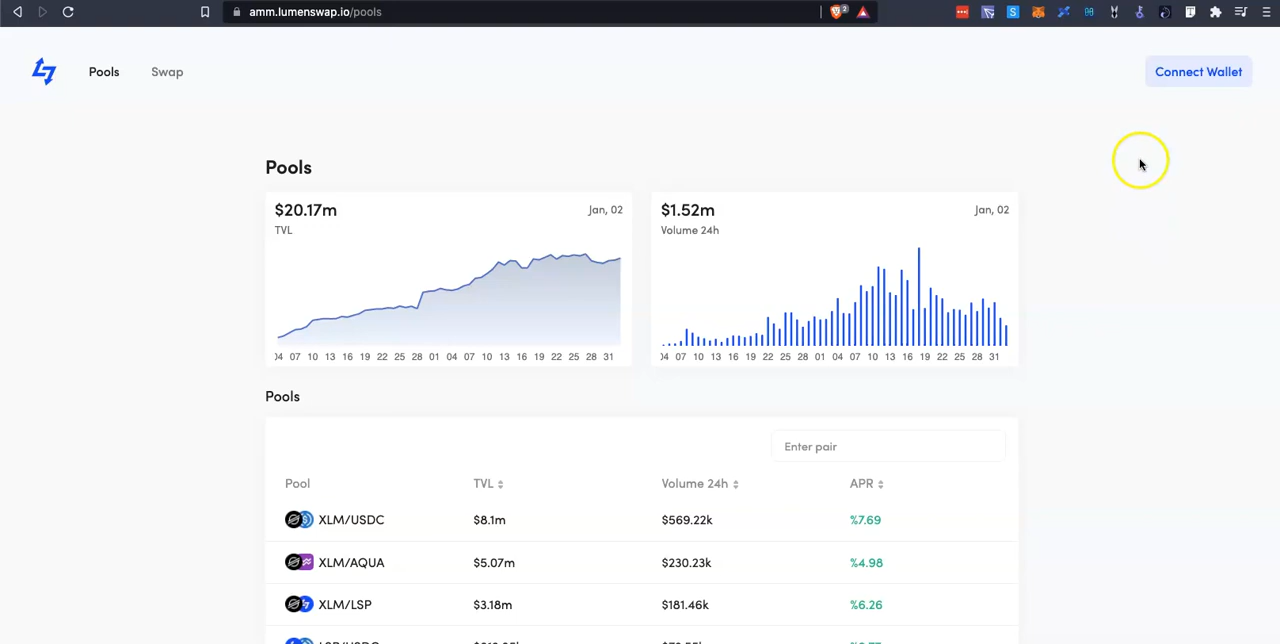 amm.lumenswap.io/pools
2
S
Pools
Swap
Connect Wallet
Pools
$20.17m
Jan, 02
TVL
04 07 10 13 16 19 22 25 28 01 04 07 10 13 16 19 22 25 28 31
$1.52m
Jan, 02
Volume 24h
04 07 10 13 16 19 22 25 28 01 04 07 10 13 16 19 22 25 28 31
Pools
Enter pair
Pool TVL Volume 24h APR
XLM/USDC $8.1m $569.22k %7.69
XLM/AQUA $5.07m $230.23k %4.98
XLM/LSP $3.18m $181.46k %6.26